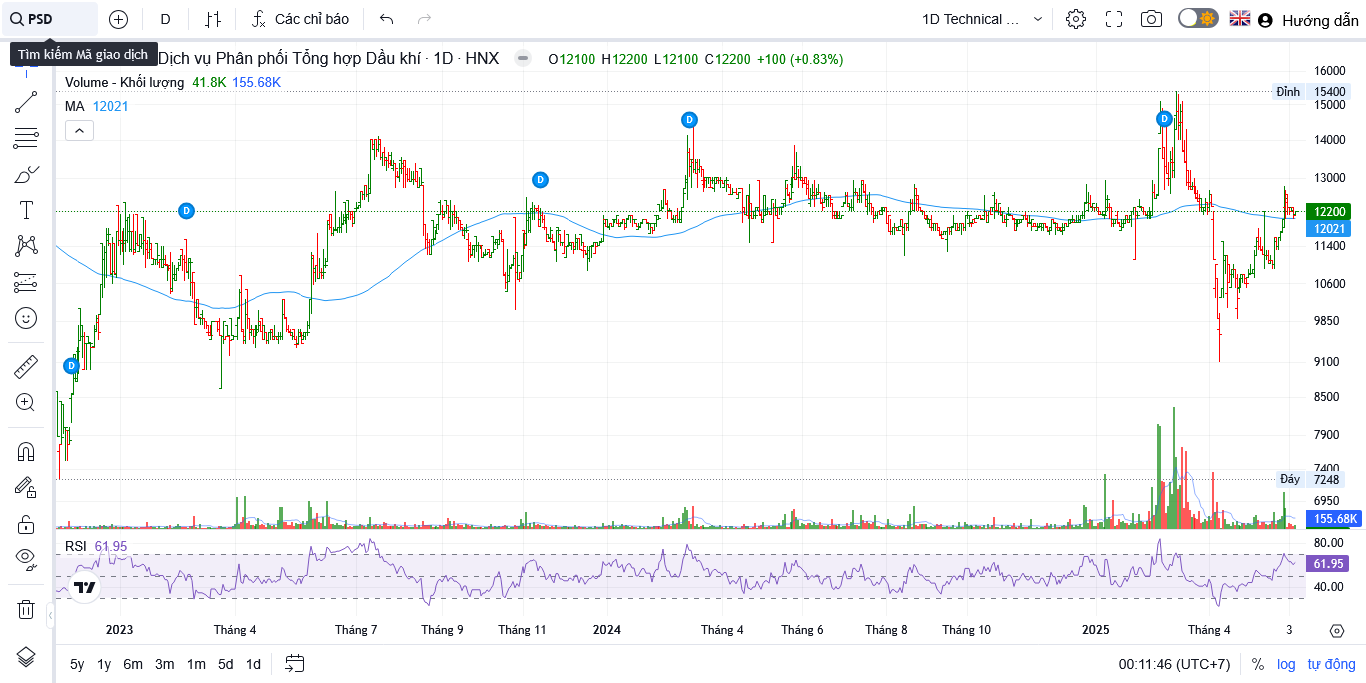 PSD D Các chỉ báo 1D Technical ... Hướng dẫn
Tìm kiếm Mã giao dịch
Dịch vụ Phân phối Tổng hợp Dầu khí · 1D · HNX O12100 H12200 L12100 C12200 +100 (+0.83%)
Volume - Khối lượng 41.8K 155.68K
MA 12021
16000
Đỉnh 15400
15000
14000
13000
12200
12021
11400
10600
9850
9100
8500
7900
7400
Đáy 7248
6950
155.68K
D
D
D
D
D
RSI 61.95
80.00
61.95
40.00
2023 Tháng 4 Tháng 7 Tháng 9 Tháng 11 2024 Tháng 4 Tháng 6 Tháng 8 Tháng 10 2025 Tháng 4 3
5y 1y 6m 3m 1m 5d 1d 00:11:46 (UTC+7) % log tự động